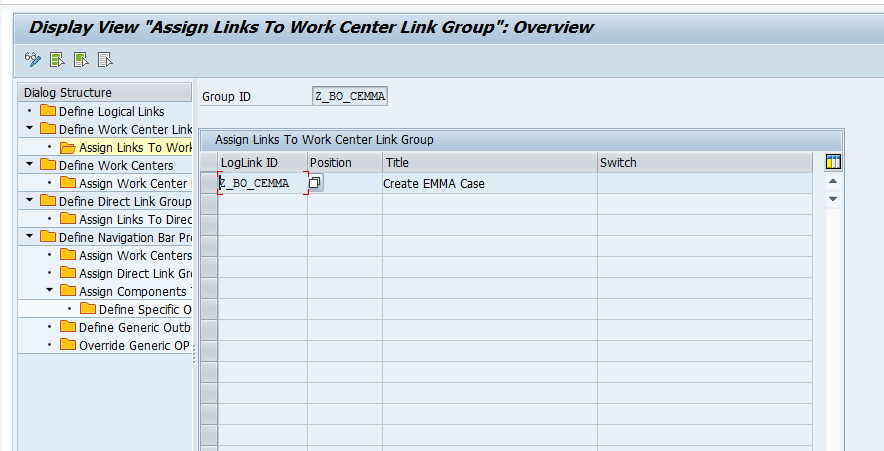 Display View "Assign Links To Work Center Link Group": Overview
Dialog Structure
Define Logical Links
Define Work Center Link
Assign Links To Work
Define Work Centers
Assign Work Center
Define Direct Link Group
Assign Links To Direc
Define Navigation Bar Pr
Assign Work Centers
Assign Direct Link Gr
Assign Components
Define Specific O
Define Generic Outb
Override Generic OP
Group ID Z_BO_CEMMA
Assign Links To Work Center Link Group
LogLink ID Position Title Switch
Z_BO_CEMMA Create EMMA Case